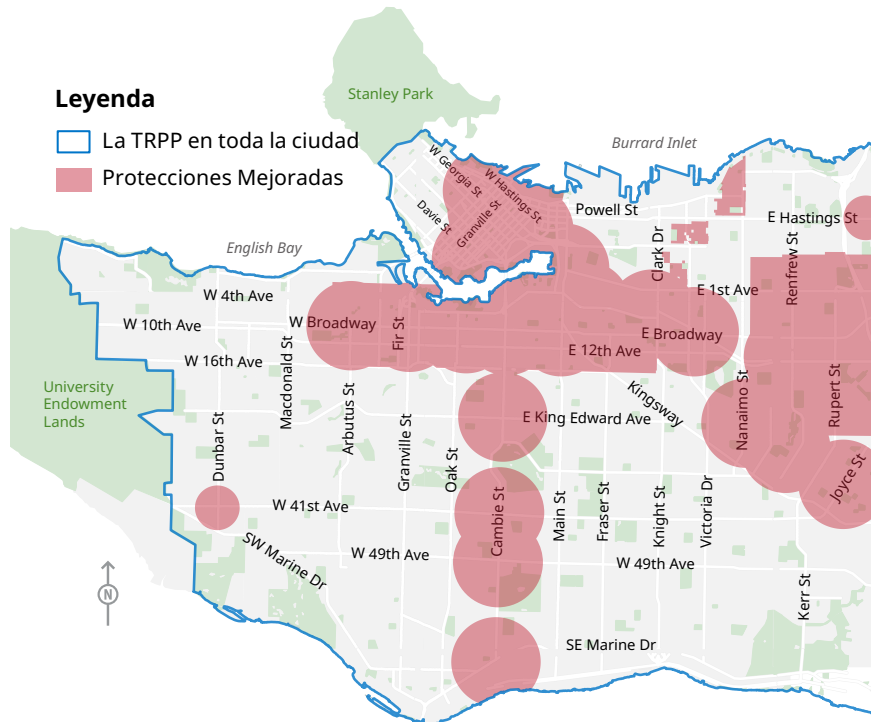 Stanley Park
Leyenda
La TRPP en toda la ciudad
Protecciones Mejoradas
Burrard Inlet
W Georgia St
W Hastings St
Davie St
Granville St
Powell St
E Hastings St
English Bay
Clark Dr
Renfrew St
W 4th Ave
E 1st Ave
W 10th Ave
W Broadway
Fir St
E Broadway
W 16th Ave
E 12th Ave
Macdonald St
University
Endowment
Lands
Kingsway
Nanaimo St
Rupert St
Dunbar St
Arbutus St
Granville St
Oak St
E King Edward Ave
Joyce St
W 41st Ave
Cambie St
Main St
Fraser St
Knight St
Victoria Dr
SW Marine Dr
W 49th Ave
W 49th Ave
Kerr St
N
SE Marine Dr